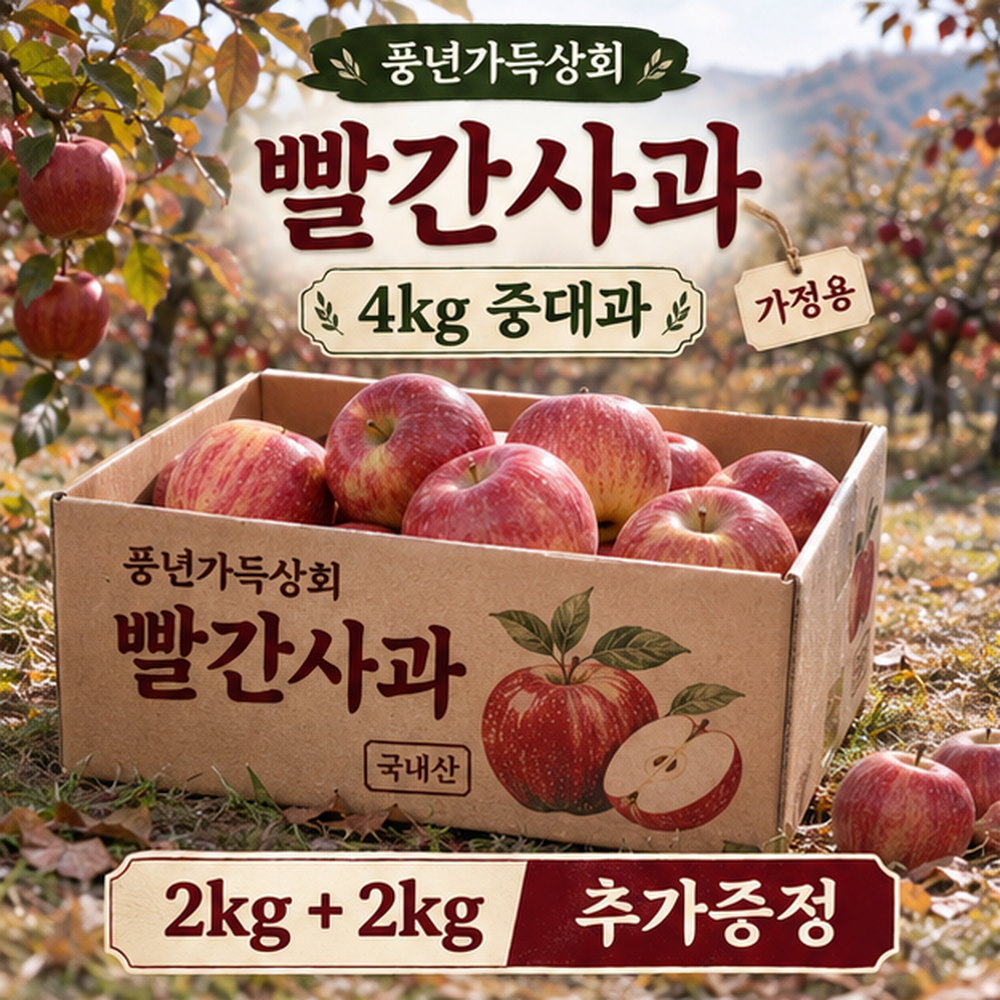 풍년가득상회
빨간사과
4kg 중대과
가정용
풍년가득상회
빨간사과
국내산
2kg + 2kg 추가증정